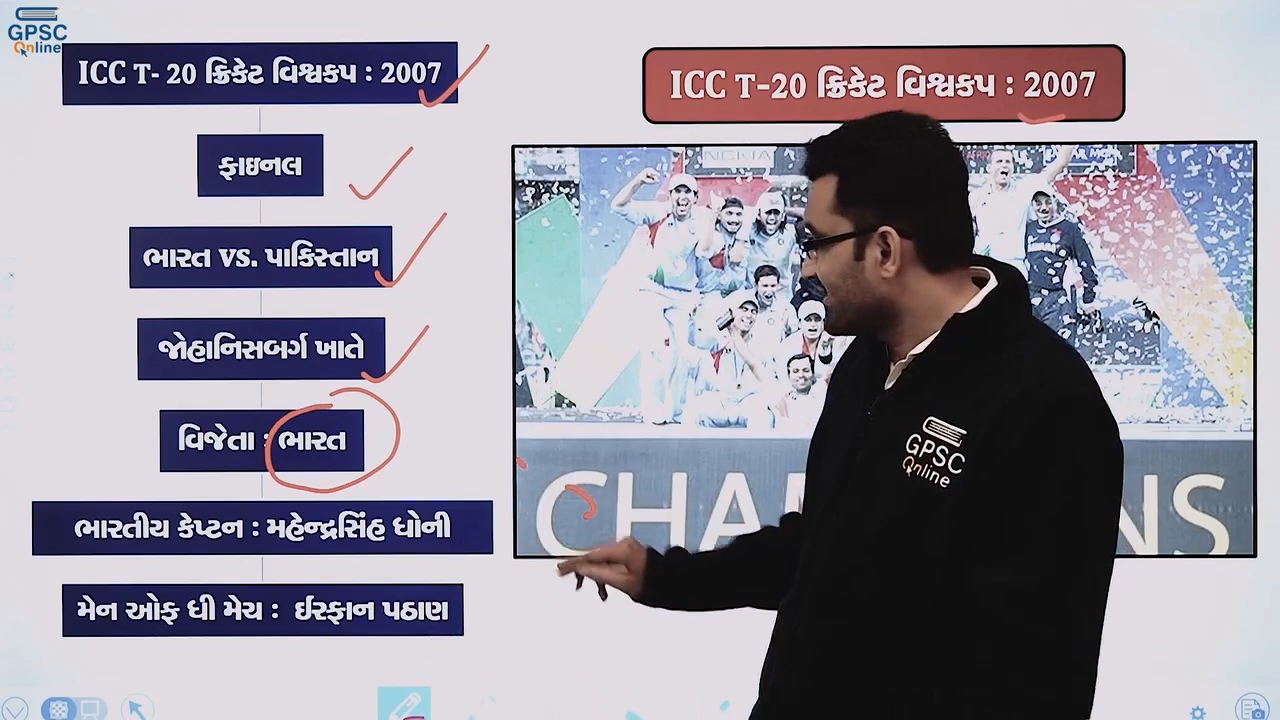 GPSC
Online
ICC T- 20 ક્રિકેટ વિશ્વકપ : 2007
ફાઇનલ
ભારત vs. પાકિસ્તાન
જોહાનિસબર્ગ ખાતે
વિજેતા : ભારત
ભારતીય કેપ્ટન : મહેન્દ્રસિંહ ધોની
મેન ઓફ ધી મેચ : ઈરફાન પઠાણ
ICC T-20 ક્રિકેટ વિશ્વકપ : 2007
NOKIA
CHA
NS
GPSC
Online